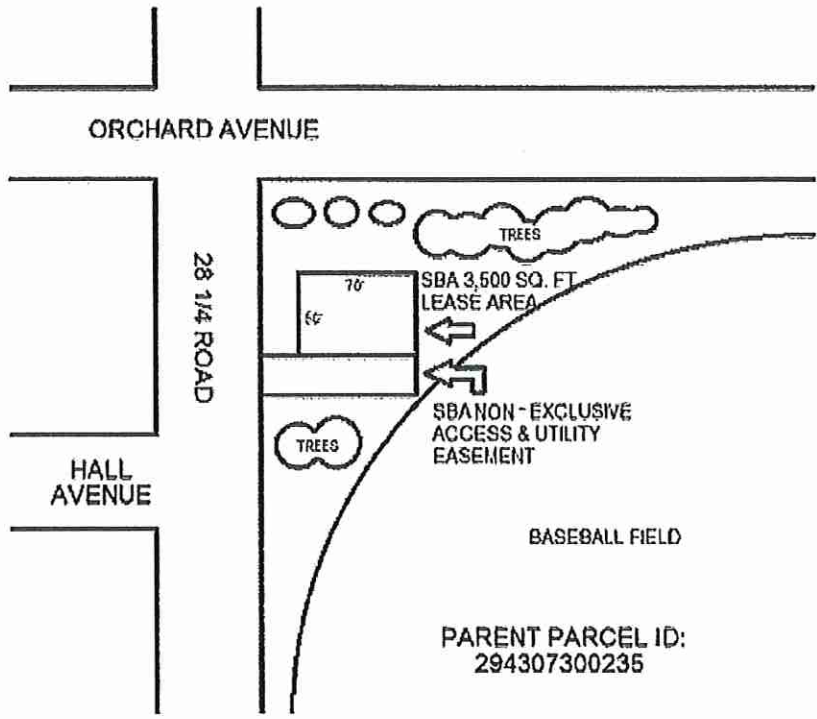 ORCHARD AVENUE
TREES
28 1/4 ROAD
70'
50'
SBA 3,500 SQ. FT
LEASE AREA
SBA NON - EXCLUSIVE
ACCESS & UTILITY
EASEMENT
TREES
HALL
AVENUE
BASEBALL FIELD
PARENT PARCEL ID:
294307300235